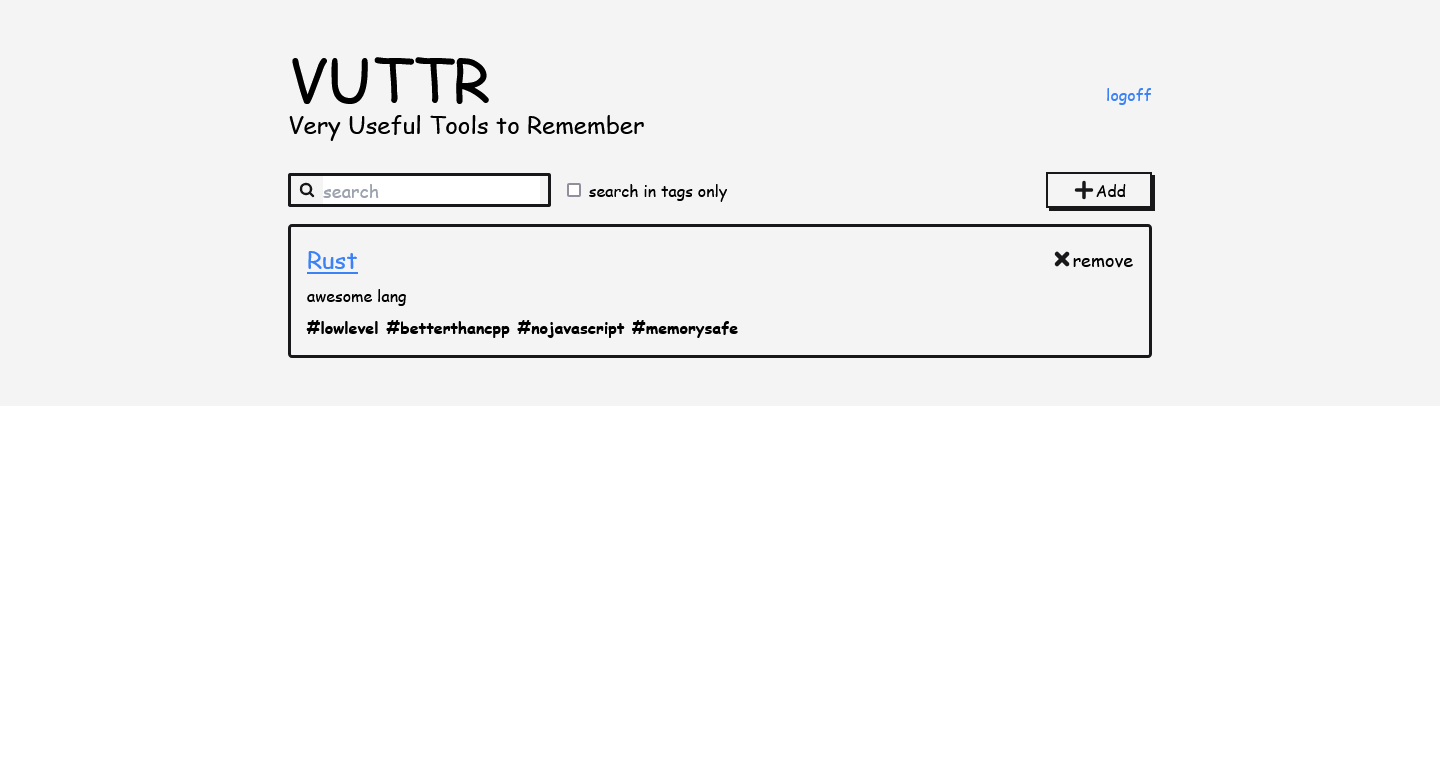 VUTTR
logoff
Very Useful Tools to Remember
search
search in tags only
Add
Rust
remove
awesome lang
#lowlevel #betterthancpp #nojavascript #memorysafe